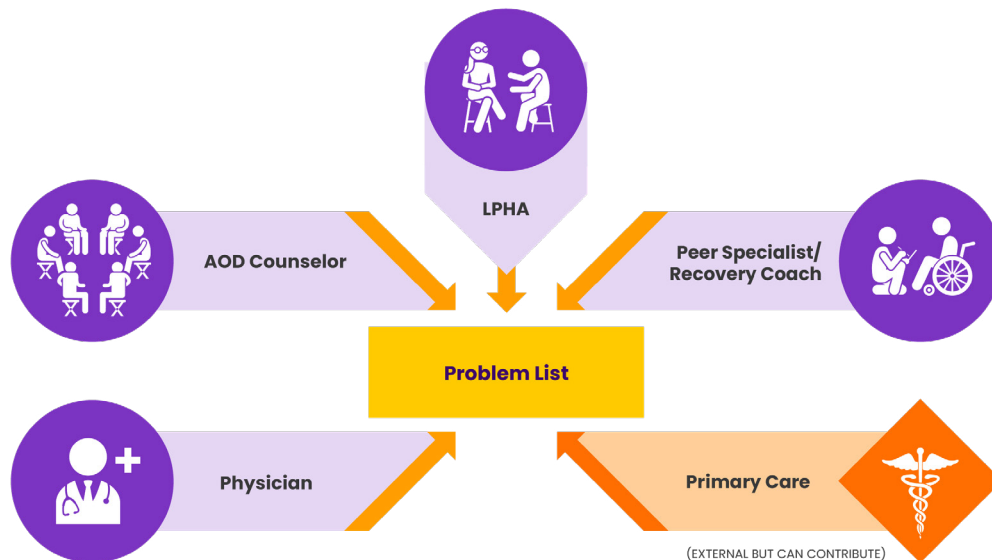 LPHA
AOD Counselor
Peer Specialist/
Recovery Coach
Problem List
Physician
Primary Care
(EXTERNAL BUT CAN CONTRIBUTE)